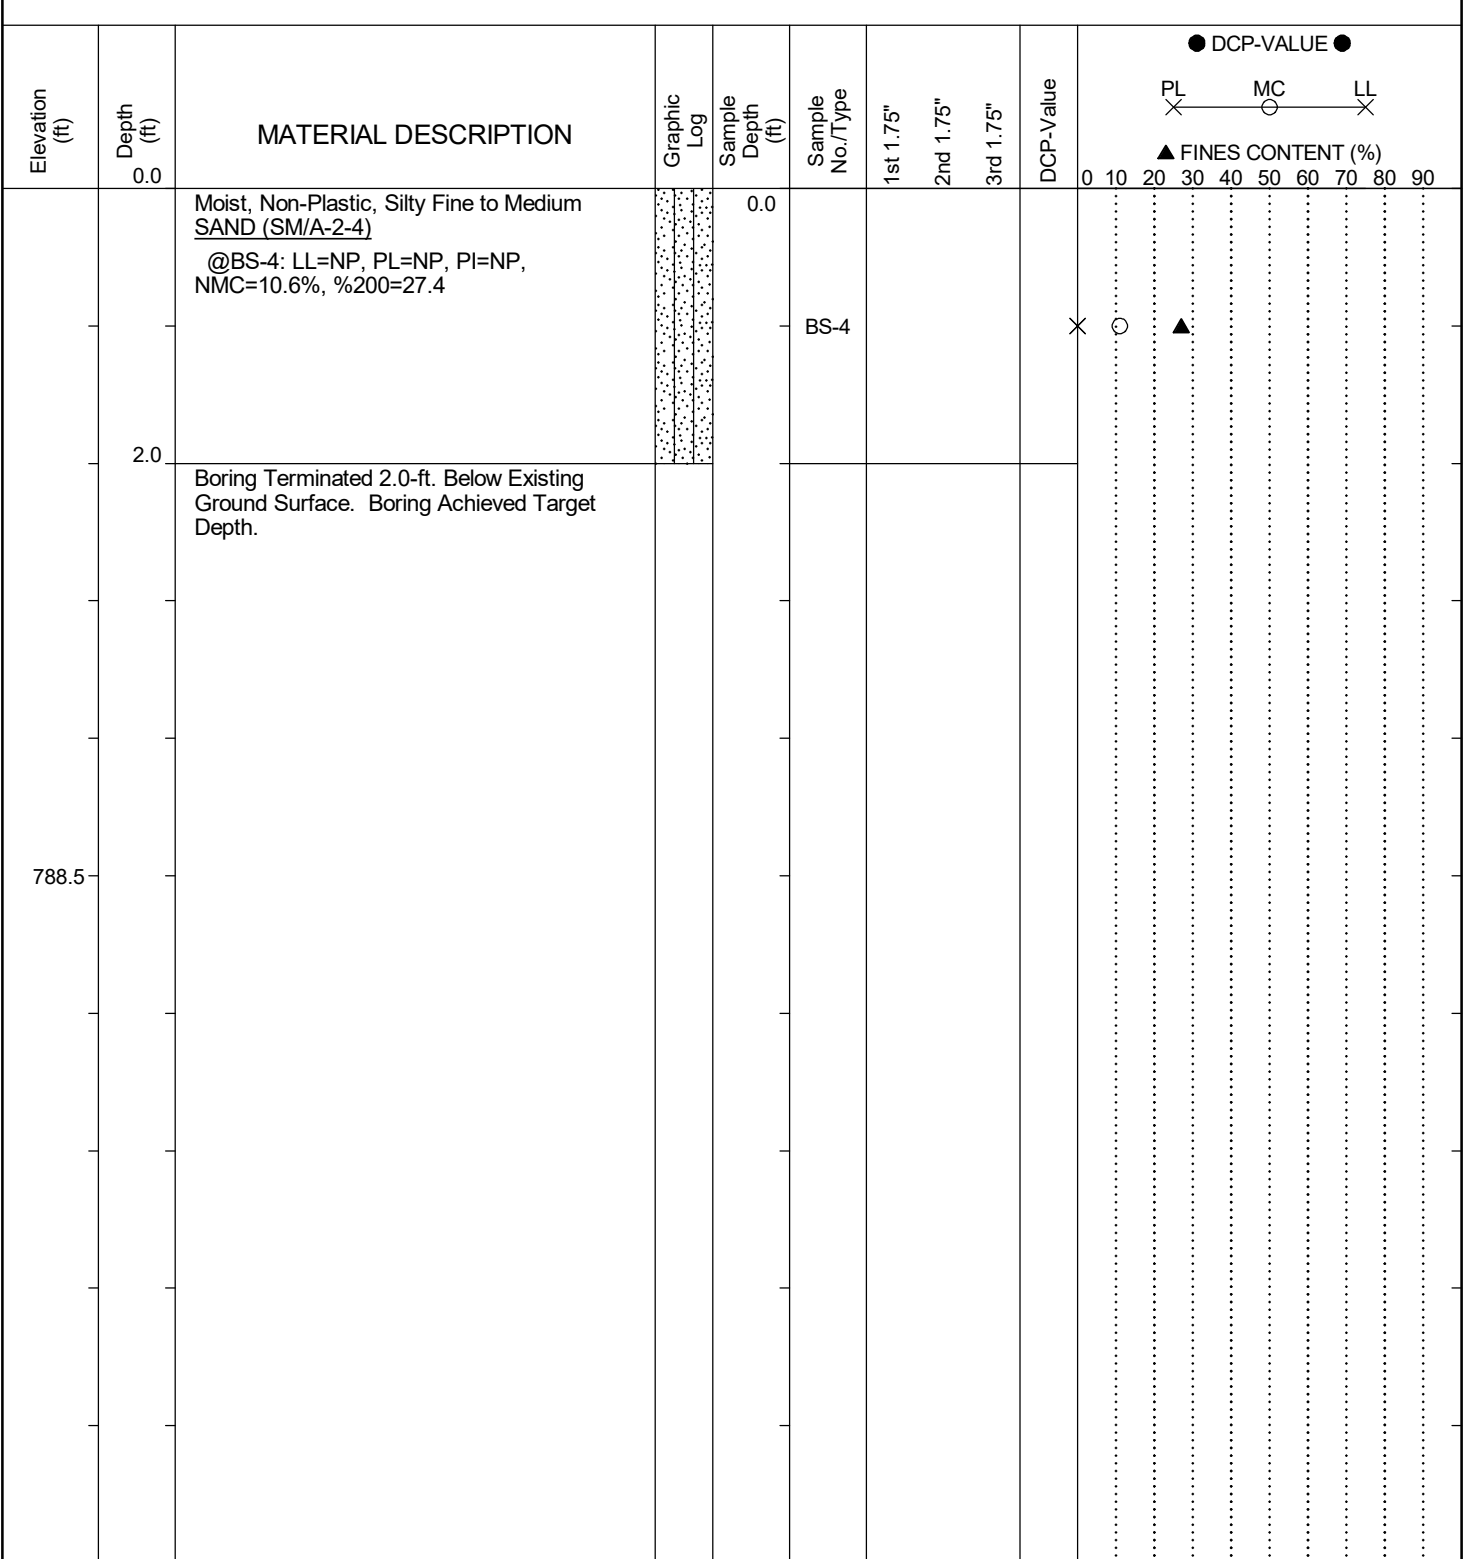 ● DCP-VALUE ●
PL MC LL
▲ FINES CONTENT (%)
Elevation
(ft)
Depth
(ft)
0.0
MATERIAL DESCRIPTION
Graphic
Log
Sample
Depth
(ft)
Sample
No./Type
1st 1.75"
2nd 1.75"
3rd 1.75"
DCP-Value
0 10 20 30 40 50 60 70 80 90
Moist, Non-Plastic, Silty Fine to Medium
SAND (SM/A-2-4)
@BS-4: LL=NP, PL=NP, PI=NP,
NMC=10.6%, %200=27.4
0.0
BS-4
2.0
Boring Terminated 2.0-ft. Below Existing
Ground Surface. Boring Achieved Target
Depth.
788.5